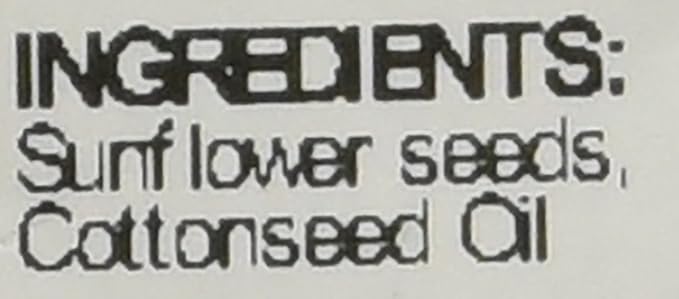 INGREDIENTS:
Sunflower seeds,
Cottonseed Oil